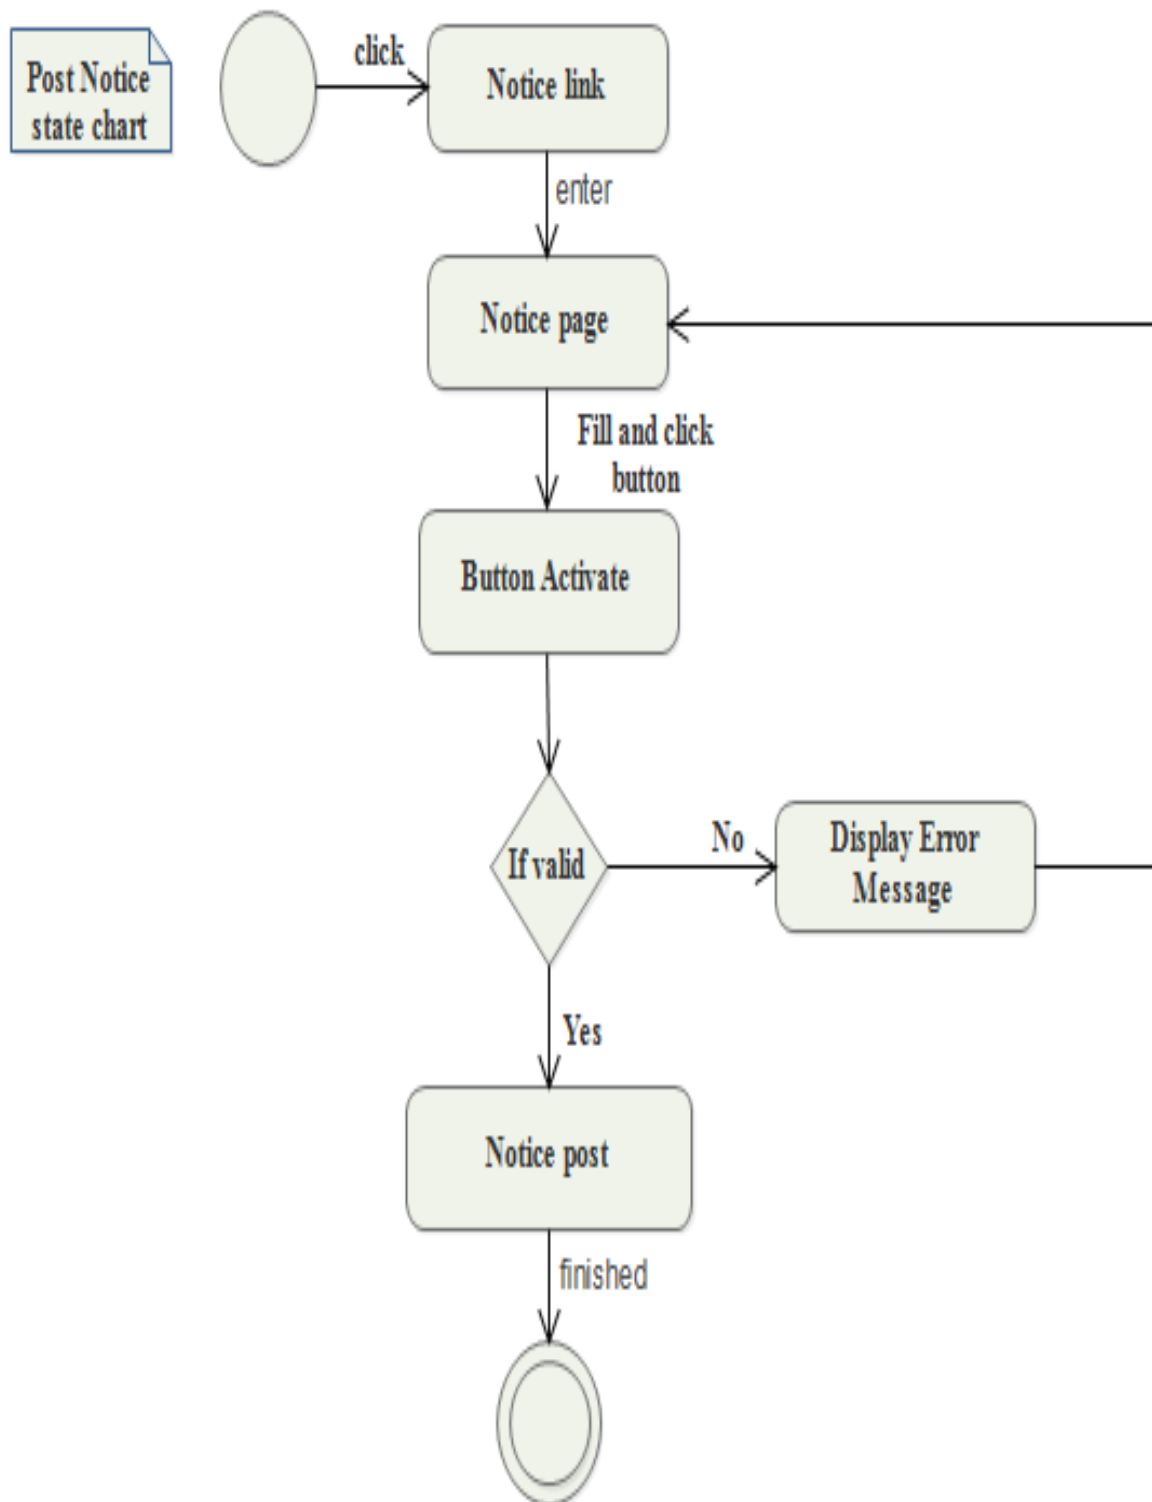 Post Notice
state chart
click
Notice link
enter
Notice page
Fill and click
button
Button Activate
If valid
No
Display Error
Message
Yes
Notice post
finished